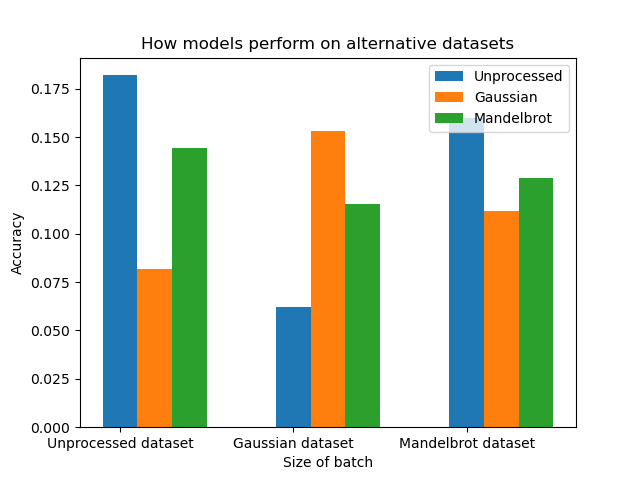 How models perform on alternative datasets
Unprocessed
Gaussian
Mandelbrot
Accuracy
0.175
0.150
0.125
0.100
0.075
0.050
0.025
0.000
Unprocessed dataset
Gaussian dataset
Mandelbrot dataset
Size of batch